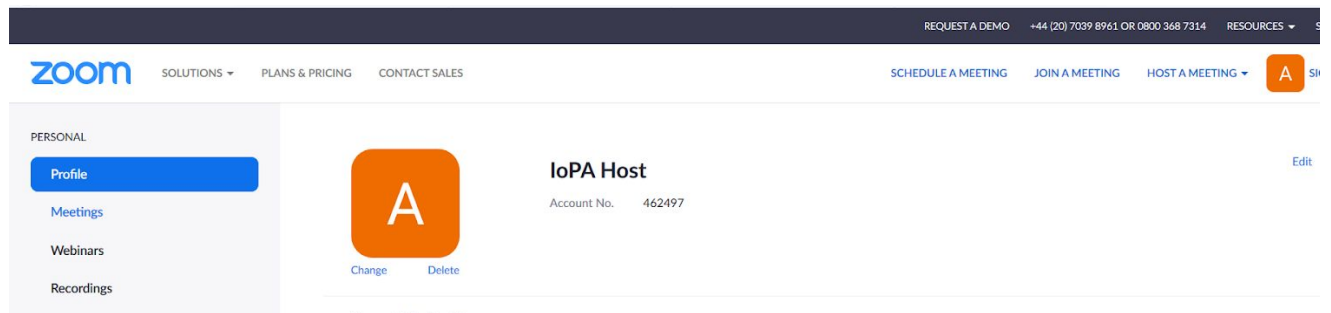 REQUEST A DEMO +44 (20) 7039 8961 OR 0800 368 7314 RESOURCES
zoom SOLUTIONS PLANS & PRICING CONTACT SALES SCHEDULE A MEETING JOIN A MEETING HOST A MEETING A
PERSONAL
Profile
Meetings
Webinars
Recordings
A
Change Delete
IoPA Host
Account No. 462497
Edit